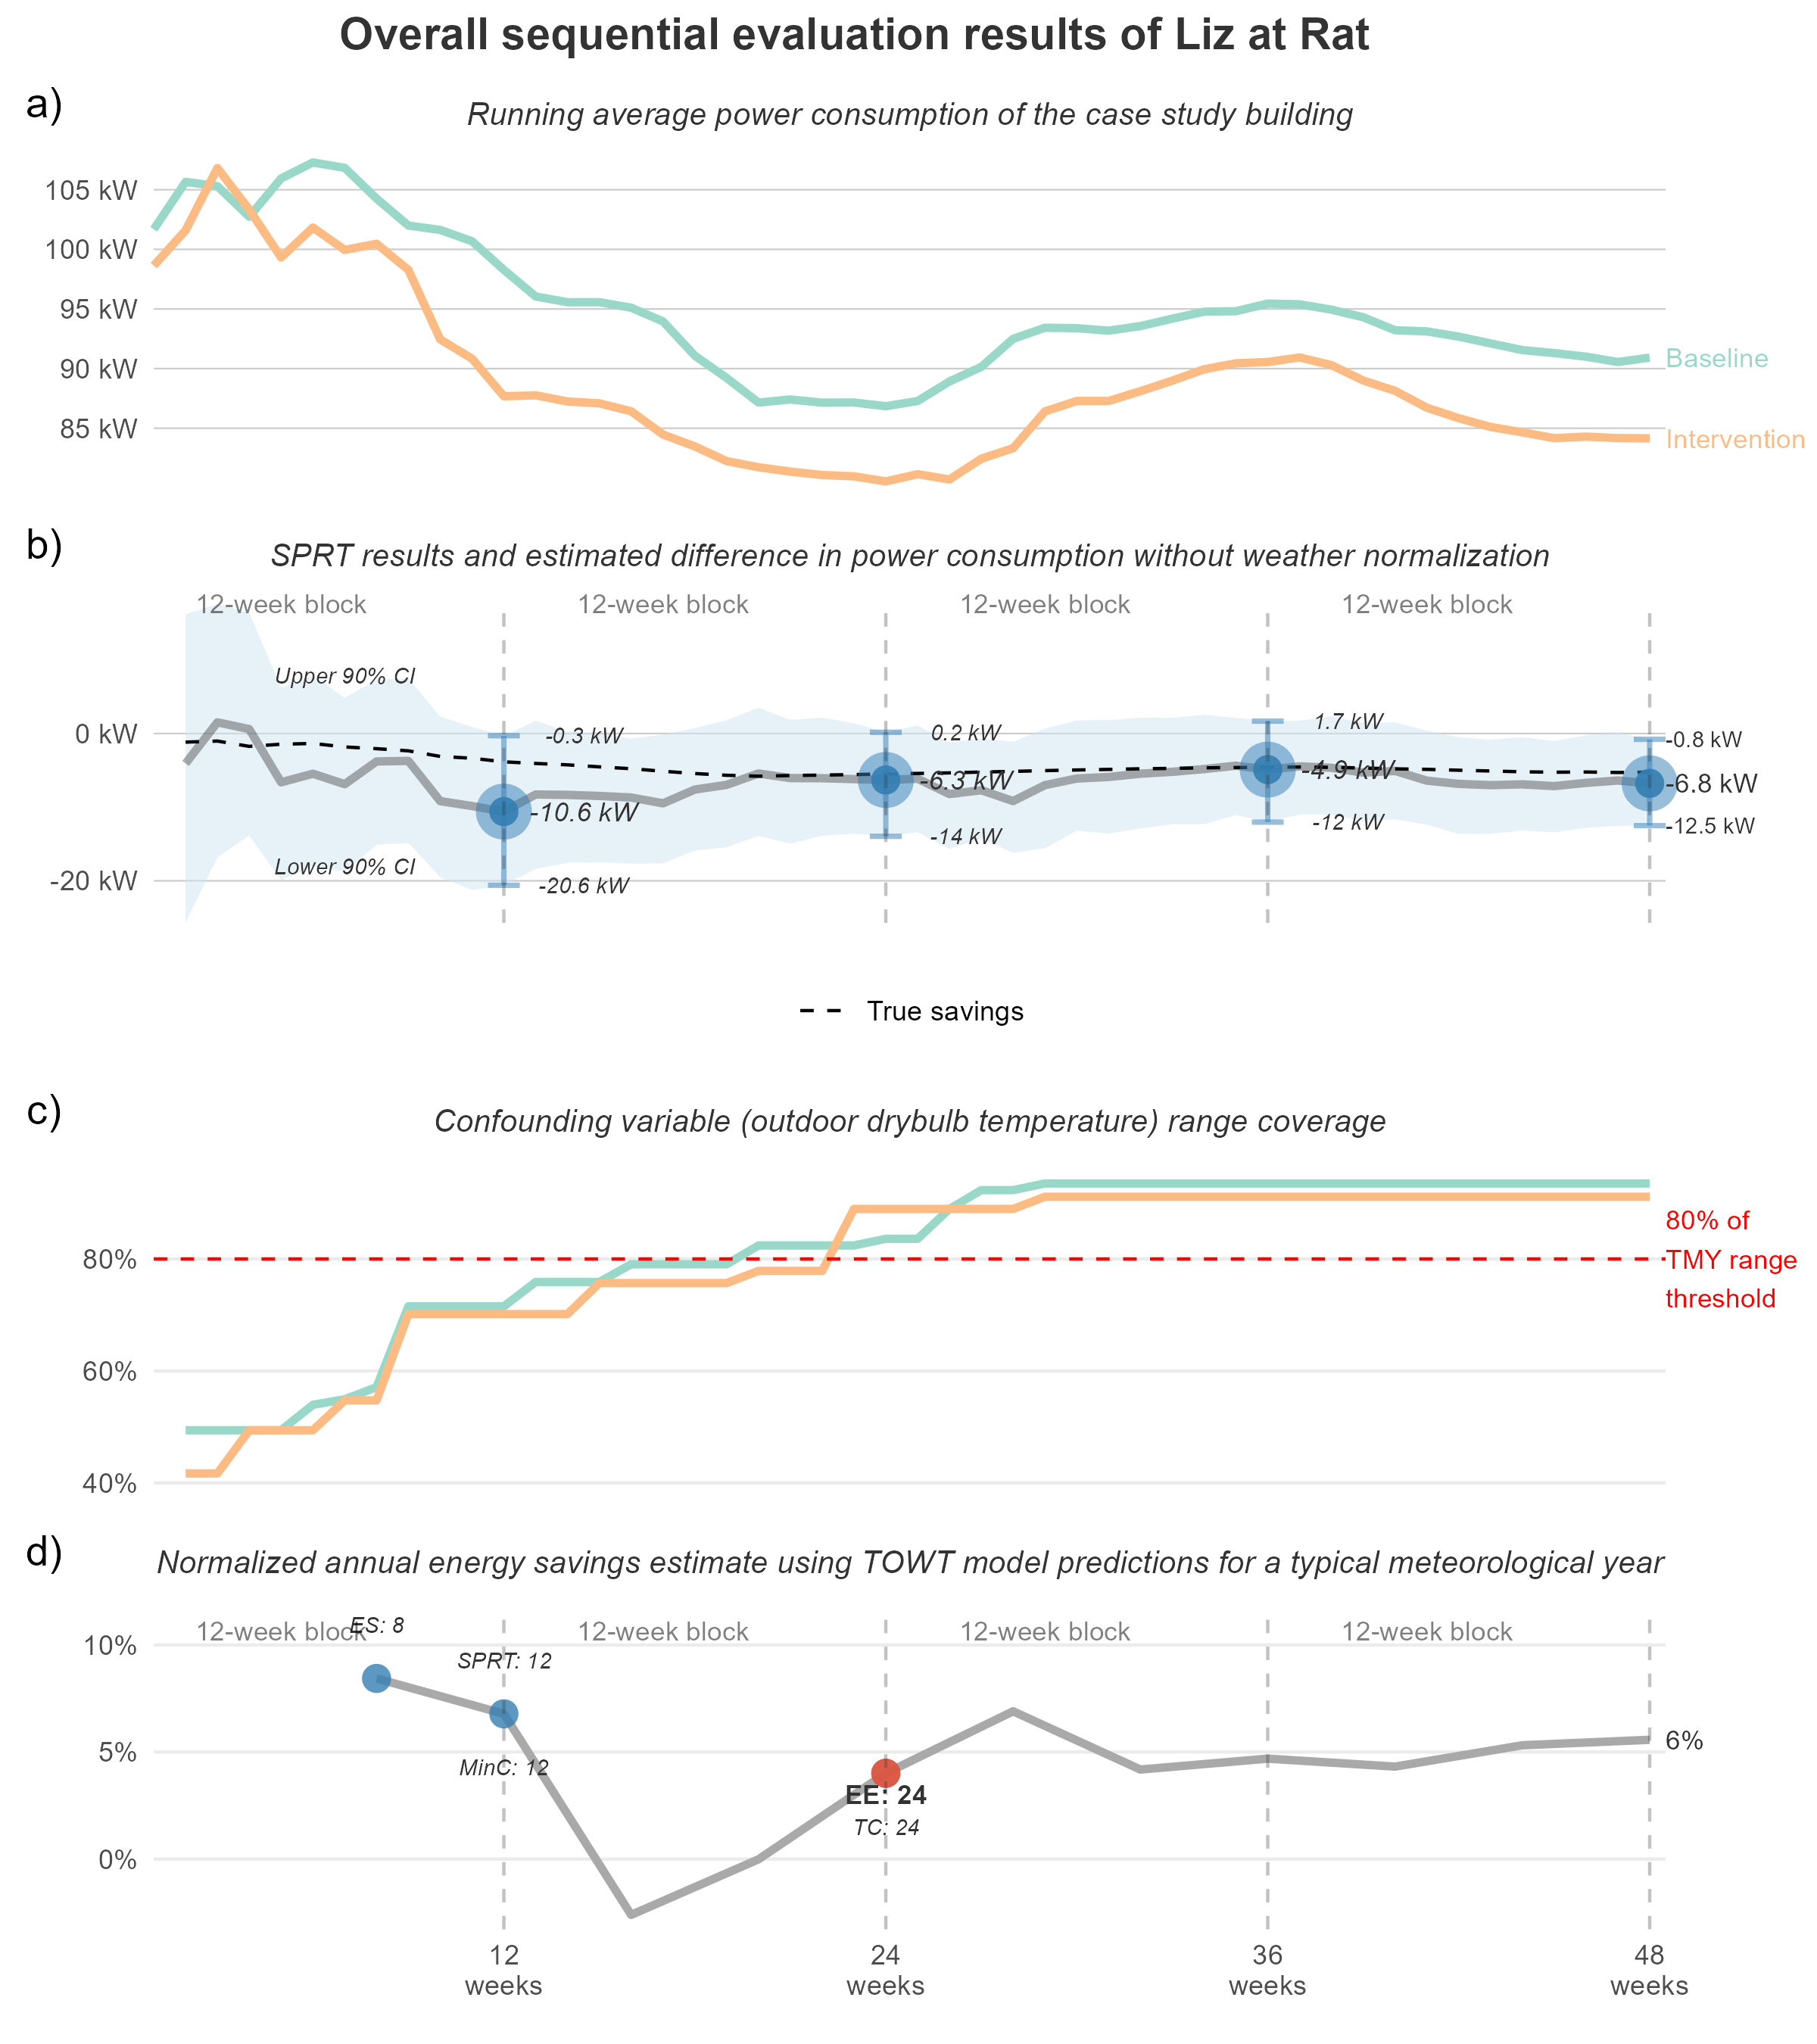 Overall sequential evaluation results of Liz at Rat
a)
Running average power consumption of the case study building
105 kW
100 kW
95 kW
90 kW
85 kW
Baseline
Intervention
b)
SPRT results and estimated difference in power consumption without weather normalization
12-week block 12-week block 12-week block 12-week block
Upper 90% CI
0 kW
-0.3 kW
0.2 kW
1.7 kW
-0.8 kW
-10.6 kW
-6.3 kW
-4.9 kW
-6.8 kW
Lower 90% CI
-20 kW
-20.6 kW
-14 kW
-12 kW
-12.5 kW
True savings
c)
Confounding variable (outdoor drybulb temperature) range coverage
80%
60%
40%
80% of
TMY range
threshold
d)
Normalized annual energy savings estimate using TOWT model predictions for a typical meteorological year
12-week block 12-week block 12-week block 12-week block
ES: 8
10%
SPRT: 12
5%
MinC: 12
EE: 24
TC: 24
6%
0%
12
weeks
24
weeks
36
weeks
48
weeks